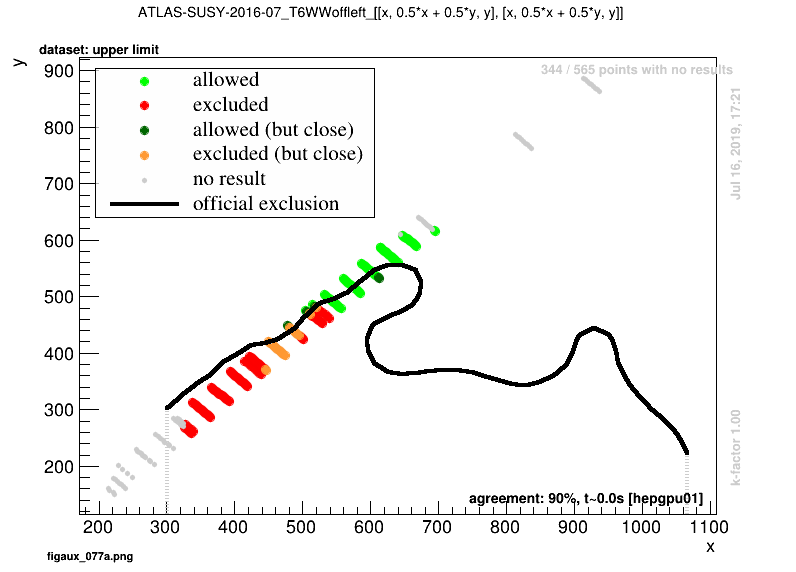 ATLAS-SUSY-2016-07_T6WWoffleft_[[x, 0.5*x + 0.5*y, y], [x, 0.5*x + 0.5*y, y]]
dataset: upper limit
y
344 / 565 points with no results
allowed
excluded
allowed (but close)
excluded (but close)
no result
official exclusion
Jul 16, 2019, 17:21
k-factor 1.00
900
800
700
600
500
400
300
200
agreement: 90%, t~0.0s [hepgpu01]
200 300 400 500 600 700 800 900 1000 1100
x
figaux_077a.png